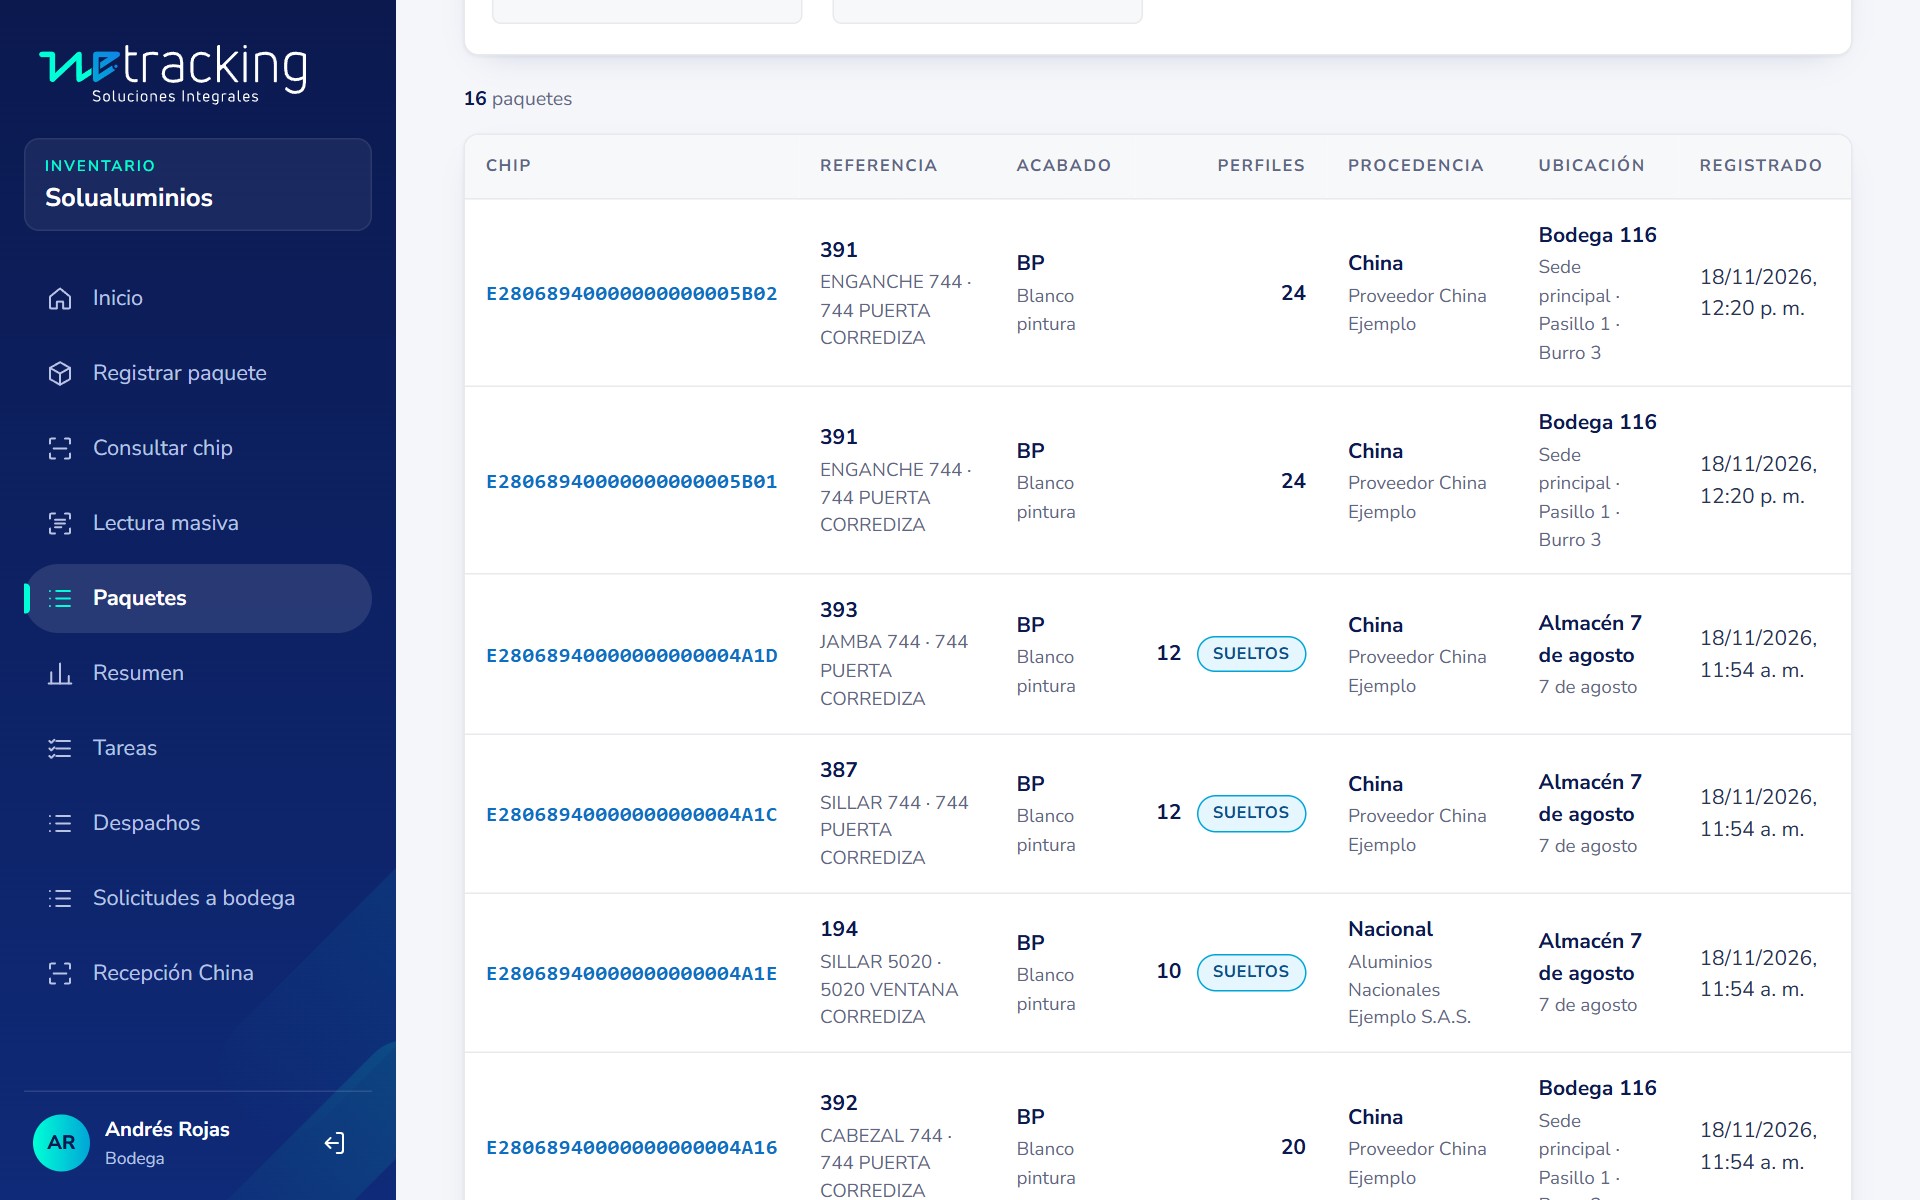 wetracking
Soluciones Integrales
INVENTARIO
Solualuminios
Inicio
Registrar paquete
Consultar chip
Lectura masiva
Paquetes
Resumen
Tareas
Despachos
Solicitudes a bodega
Recepción China
AR
Andrés Rojas
Bodega
16 paquetes
CHIP REFERENCIA ACABADO PERFILES PROCEDENCIA UBICACIÓN REGISTRADO
E28068940000000000005B02
391
ENGANCHE 744 ·
744 PUERTA
CORREDIZA
BP
Blanco
pintura
24
China
Proveedor China
Ejemplo
Bodega 116
Sede
principal ·
Pasillo 1 ·
Burro 3
18/11/2026,
12:20 p. m.
E28068940000000000005B01
391
ENGANCHE 744 ·
744 PUERTA
CORREDIZA
BP
Blanco
pintura
24
China
Proveedor China
Ejemplo
Bodega 116
Sede
principal ·
Pasillo 1 ·
Burro 3
18/11/2026,
12:20 p. m.
E28068940000000000004A1D
393
JAMBA 744 · 744
PUERTA
CORREDIZA
BP
Blanco
pintura
12 SUELTOS
China
Proveedor China
Ejemplo
Almacén 7
de agosto
7 de agosto
18/11/2026,
11:54 a. m.
E28068940000000000004A1C
387
SILLAR 744 · 744
PUERTA
CORREDIZA
BP
Blanco
pintura
12 SUELTOS
China
Proveedor China
Ejemplo
Almacén 7
de agosto
7 de agosto
18/11/2026,
11:54 a. m.
E28068940000000000004A1E
194
SILLAR 5020 ·
5020 VENTANA
CORREDIZA
BP
Blanco
pintura
10 SUELTOS
Nacional
Aluminios
Nacionales
Ejemplo S.A.S.
Almacén 7
de agosto
7 de agosto
18/11/2026,
11:54 a. m.
E28068940000000000004A16
392
CABEZAL 744 ·
744 PUERTA
CORREDIZA
BP
Blanco
pintura
20
China
Proveedor China
Ejemplo
Bodega 116
Sede
principal ·
Pasillo 1 ·
18/11/2026,
11:54 a. m.